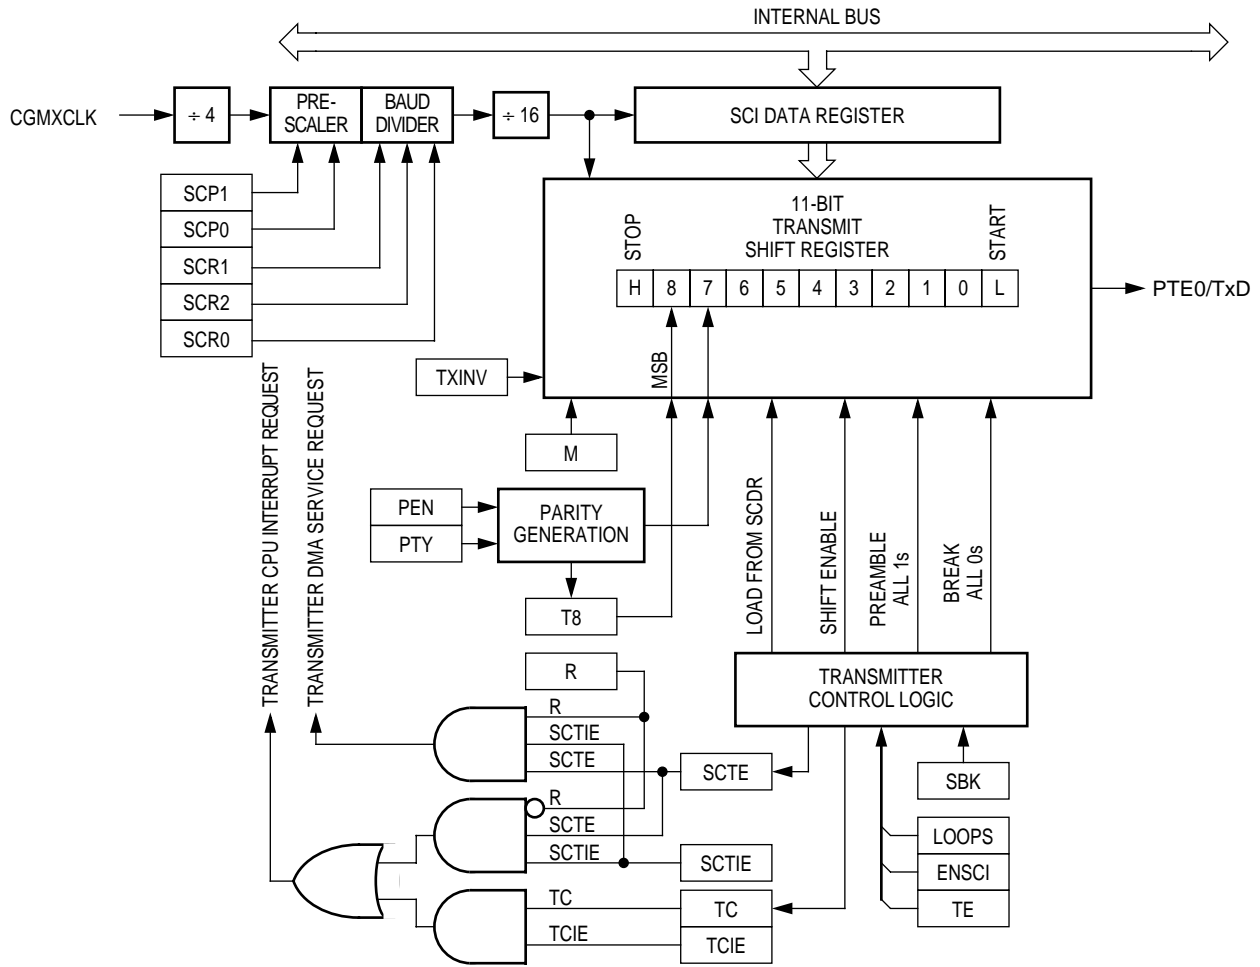 INTERNAL BUS
CGMXCLK
÷ 4
PRE-
SCALER
BAUD
DIVIDER
÷ 16
SCI DATA REGISTER
SCP1
SCP0
SCR1
SCR2
SCR0
11-BIT
TRANSMIT
SHIFT REGISTER
STOP
START
H 8 7 6 5 4 3 2 1 0 L
PTE0/TxD
TXINV
MSB
M
PEN
PTY
PARITY
GENERATION
T8
TRANSMITTER CPU INTERRUPT REQUEST
TRANSMITTER DMA SERVICE REQUEST
LOAD FROM SCDR
SHIFT ENABLE
PREAMBLE
ALL 1s
BREAK
ALL 0s
TRANSMITTER
CONTROL LOGIC
R
R
SCTIE
SCTE
SCTE
SBK
R
SCTE
SCTIE
SCTIE
LOOPS
ENSCI
TE
TC
TC
TCIE
TCIE